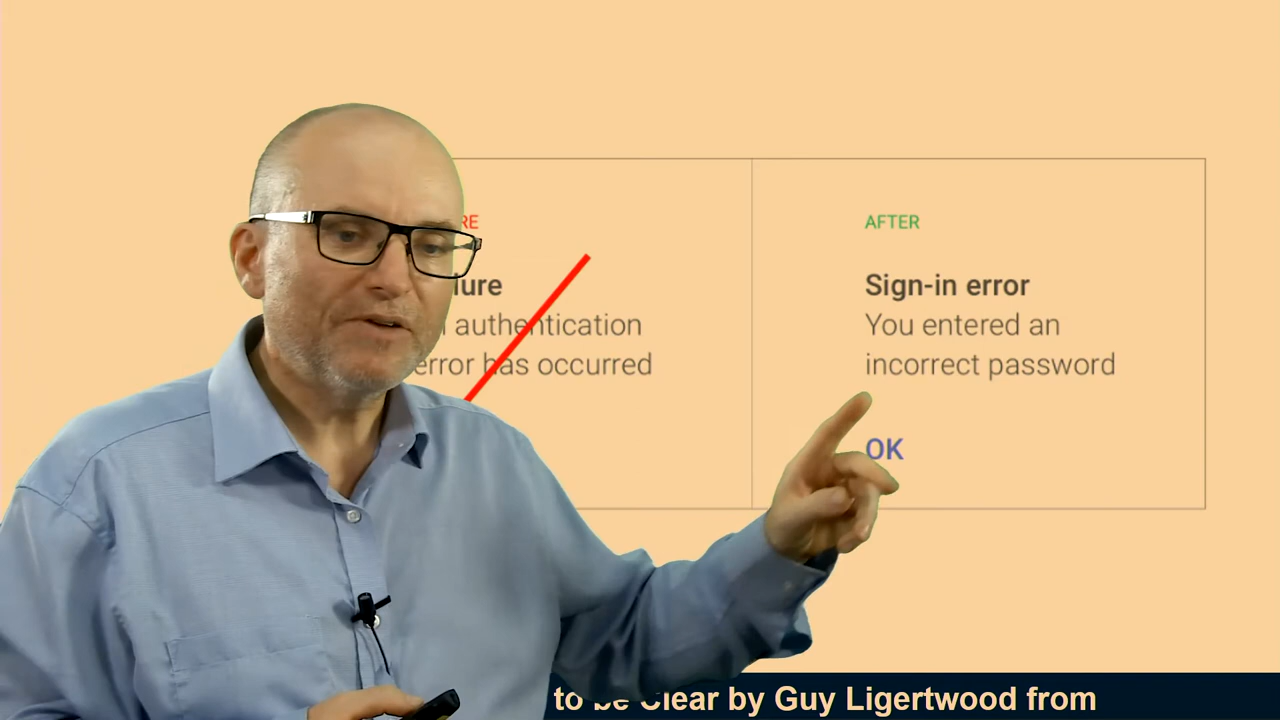 RE
lure
authentication
error has occurred
AFTER
Sign-in error
You entered an
incorrect password
OK
to be Clear by Guy Ligertwood from